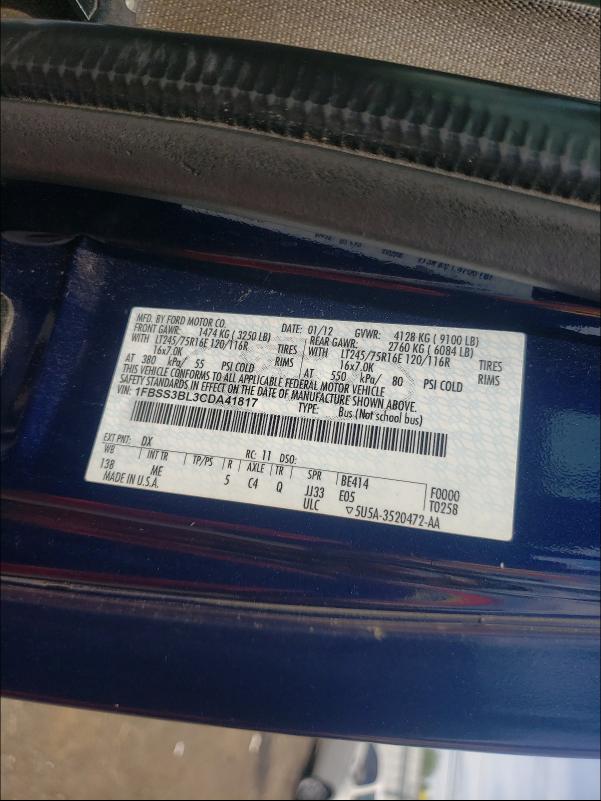 MFD. BY FORD MOTOR CO.
DATE: 01/12 GVWR: 4128 KG ( 9100 LB)
FRONT GAWR: 1474 KG ( 3250 LB) REAR GAWR: 2760 KG ( 6084 LB)
WITH LT245/75R16E 120/116R TIRES WITH LT245/75R16E 120/116R TIRES
16x7.0K RIMS 16x7.0K RIMS
AT 380 kPa/ 55 PSI COLD AT 550 kPa/ 80 PSI COLD
THIS VEHICLE CONFORMS TO ALL APPLICABLE FEDERAL MOTOR VEHICLE
SAFETY STANDARDS IN EFFECT ON THE DATE OF MANUFACTURE SHOWN ABOVE.
VIN: 1FBSS3BL3CDA41817
TYPE: Bus (Not school bus)
EXT PNT: DX RC: 11 DSO:
WB INT TR TP/PS R AXLE TR SPR BE414 F0000
138 ME 5 C4 Q JJ33 E05 T0258
MADE IN U.S.A. ULC ▽5U5A-3520472-AA